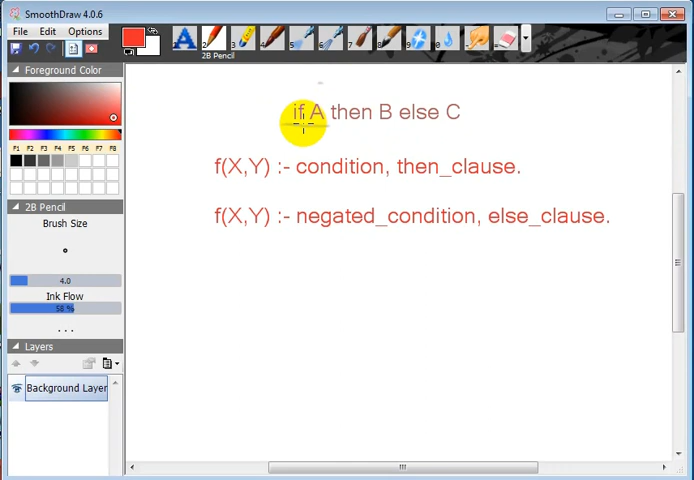 SmoothDraw 4.0.6
File Edit Options
2B Pencil
Foreground Color
F1 F2 F3 F4 F5 F6 F7 F8
2B Pencil
Brush Size
4.0
Ink Flow
58 %
...
Layers
Background Layer
if A then B else C
f(X,Y) :- condition, then_clause.
f(X,Y) :- negated_condition, else_clause.